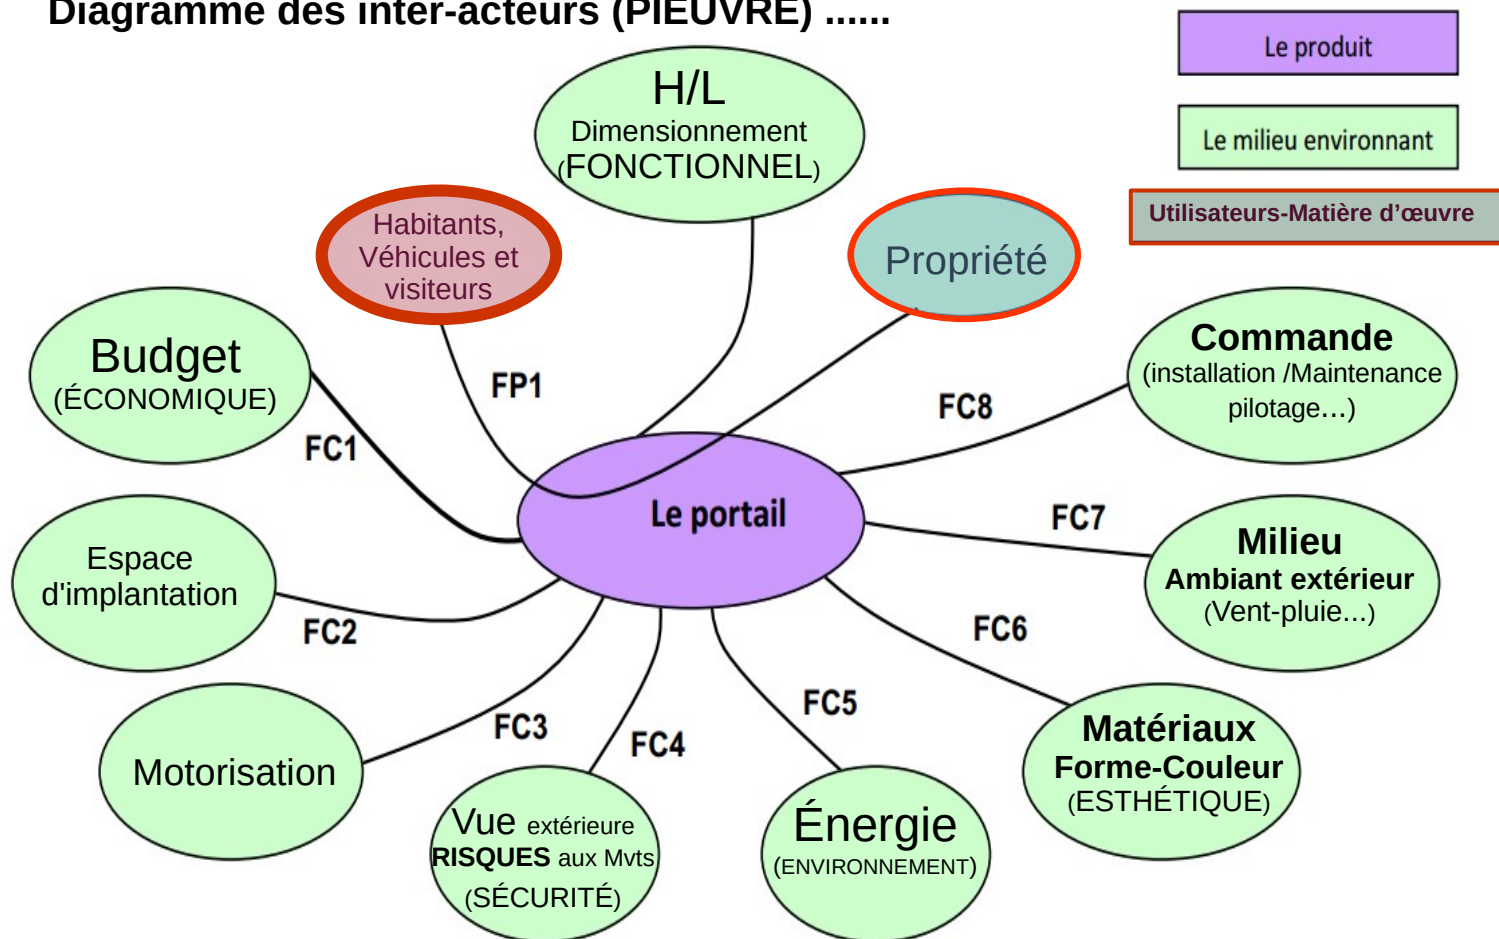 Diagramme des inter-acteurs (PIEUVRE) ......
Le produit
Le milieu environnant
Utilisateurs-Matière d’œuvre
H/L
Dimensionnement
(FONCTIONNEL)
Habitants,
Véhicules et
visiteurs
Propriété
Budget
(ÉCONOMIQUE)
Commande
(installation /Maintenance
pilotage...)
FP1
FC8
FC1
Le portail
FC7
Milieu
Ambiant extérieur
(Vent-pluie...)
Espace
d'implantation
FC2
FC6
Motorisation
FC3
FC4
FC5
Matériaux
Forme-Couleur
(ESTHÉTIQUE)
Vue extérieure
RISQUES aux Mvts
(SÉCURITÉ)
Énergie
(ENVIRONNEMENT)